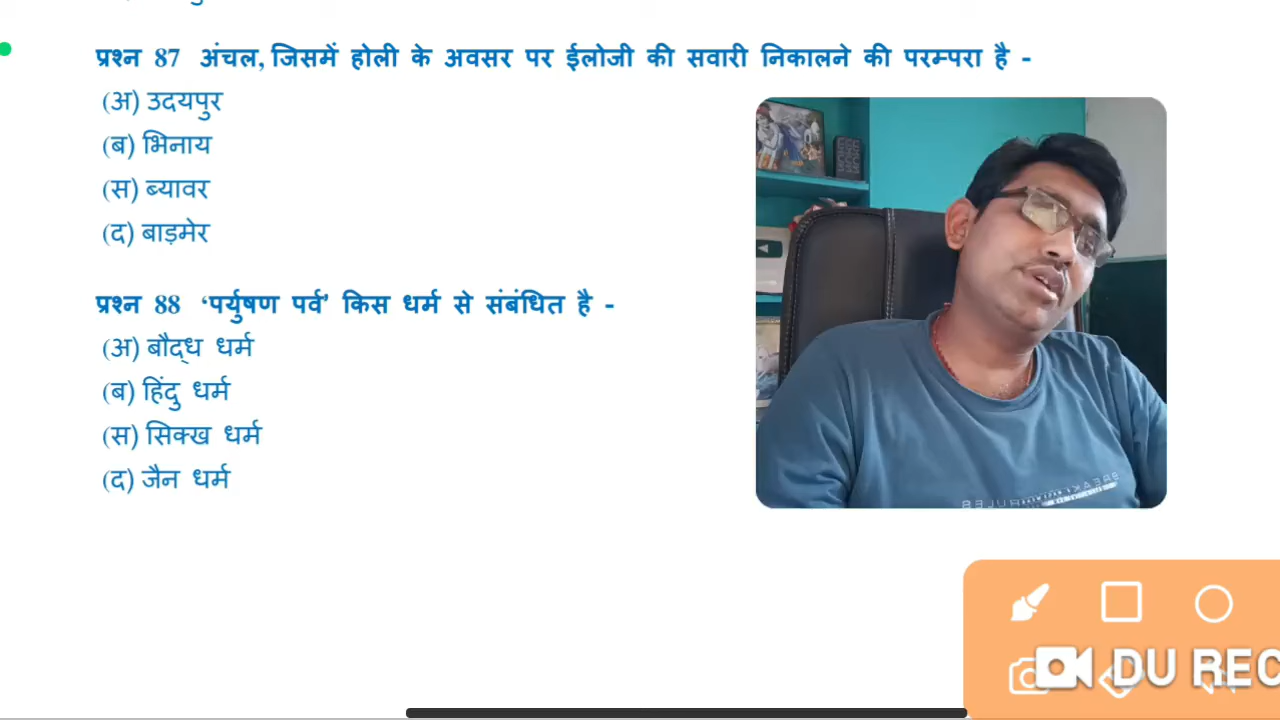 प्रश्न 87 अंचल, जिसमें होली के अवसर पर ईलोजी की सवारी निकालने की परम्परा है -
(अ) उदयपुर
(ब) भिनाय
(स) ब्यावर
(द) बाड़मेर
प्रश्न 88 ‘पर्युषण पर्व’ किस धर्म से संबंधित है -
(अ) बौद्ध धर्म
(ब) हिंदु धर्म
(स) सिक्ख धर्म
(द) जैन धर्म
DU REC